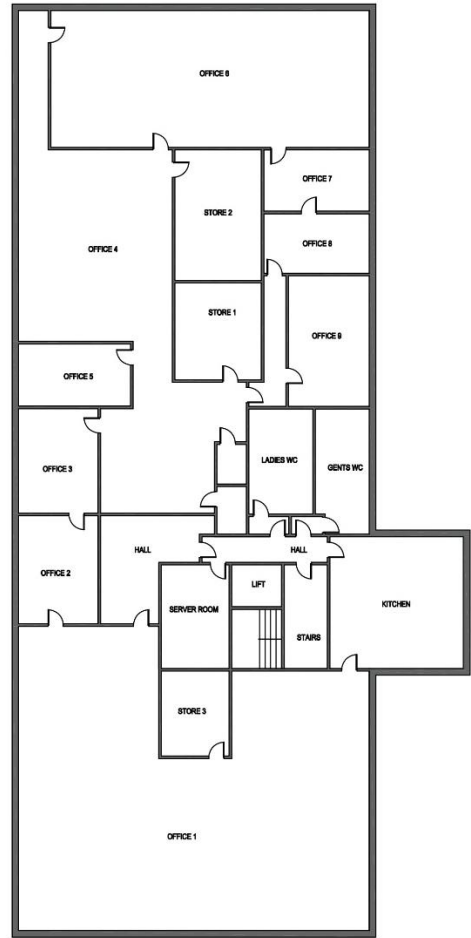 OFFICE 6
OFFICE 7
STORE 2
OFFICE 8
OFFICE 4
STORE 1
OFFICE 9
OFFICE 5
LADIES WC
GENTS WC
OFFICE 3
HALL
HALL
OFFICE 2
LIFT
KITCHEN
SERVER ROOM
STAIRS
STORE 3
OFFICE 1